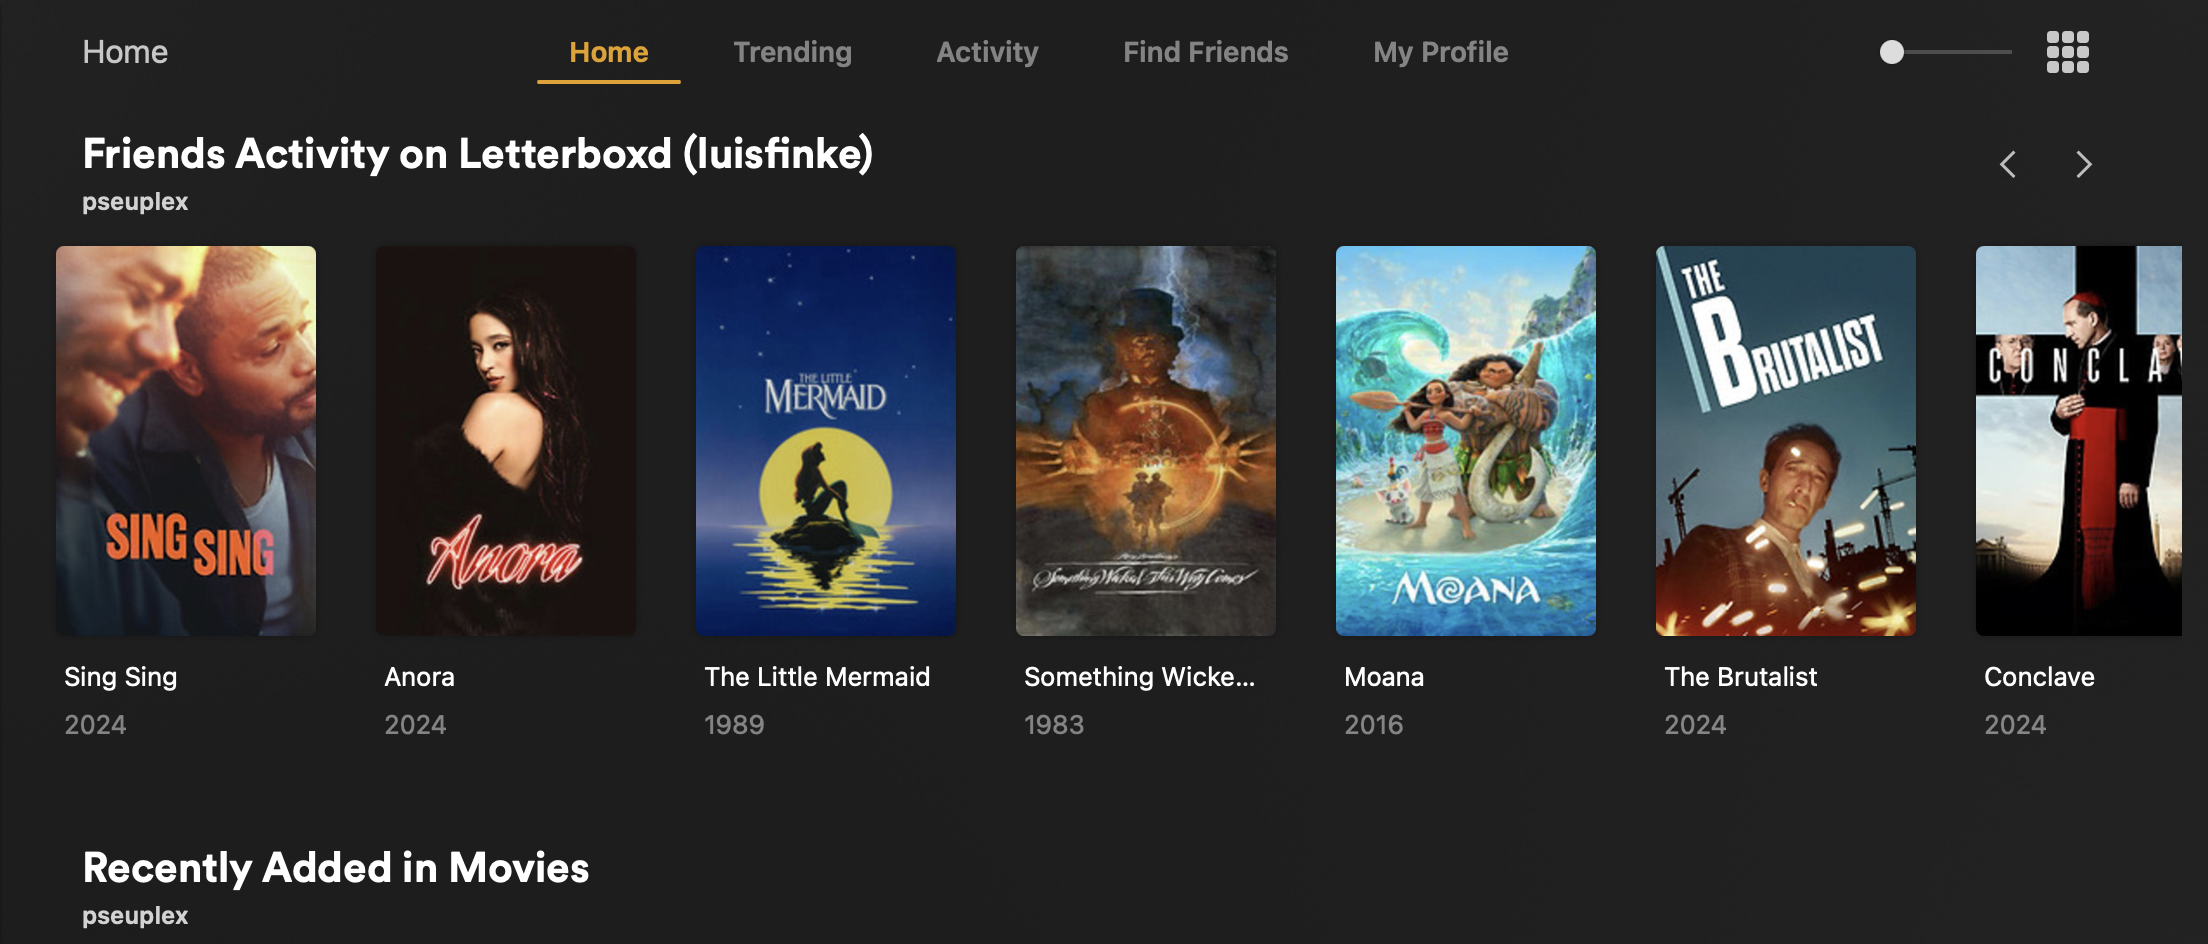 Home
Home Trending Activity Find Friends My Profile
Friends Activity on Letterboxd (luisfinke)
pseuplex
SING SING
Anora
THE LITTLE
MERMAID
Something Wicked This Way Comes
MOANA
THE
BRUTALIST
CONCLA
Sing Sing
2024
Anora
2024
The Little Mermaid
1989
Something Wicke...
1983
Moana
2016
The Brutalist
2024
Conclave
2024
Recently Added in Movies
pseuplex